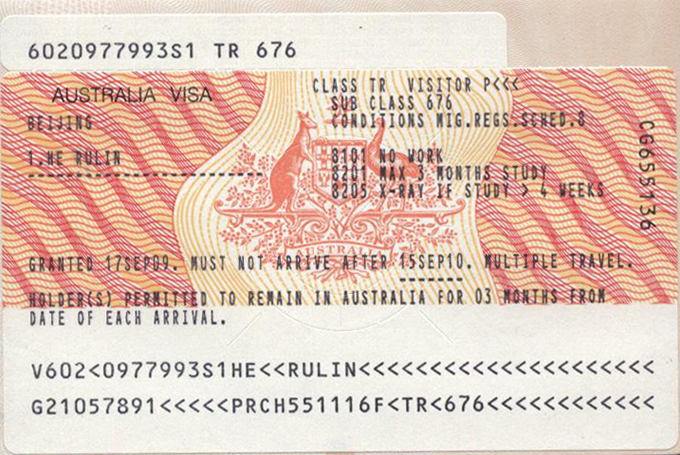 6020977993S1 TR 676
AUSTRALIA VISA
CLASS TR VISITOR P<<<
SUB CLASS 676
BEIJING
CONDITIONS MIG.REGS.SCHED.8
1.HE RULIN
8101 NO WORK
8201 MAX 3 MONTHS STUDY
8205 X-RAY IF STUDY > 4 WEEKS
CG655136
AUSTRALIA
GRANTED 17SEP09. MUST NOT ARRIVE AFTER 15SEP10. MULTIPLE TRAVEL.
HOLDER(S) PERMITTED TO REMAIN IN AUSTRALIA FOR 03 MONTHS FROM
DATE OF EACH ARRIVAL.
V602<0977993S1HE<<RULIN<<<<<<<<<<<<<<<<<<<<<
G21057891<<<<<PRCH551116F<TR<676<<<<<<<<<<<<